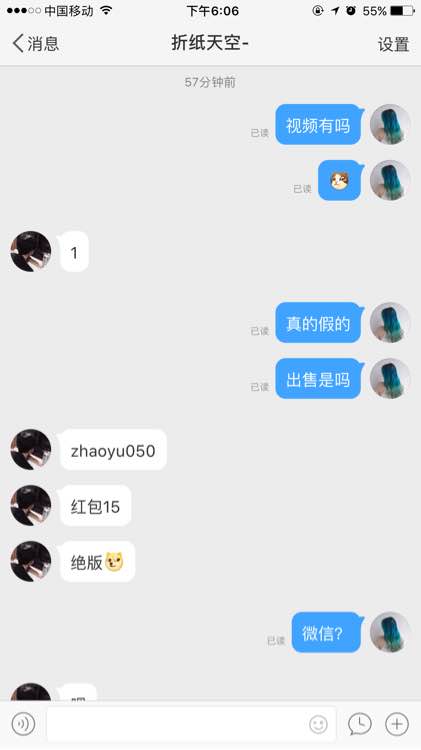 中国移动
下午6:06
55%
消息
折纸天空-
设置
57分钟前
视频有吗
已读
已读
1
真的假的
已读
出售是吗
已读
zhaoyu050
红包15
绝版
微信？
已读